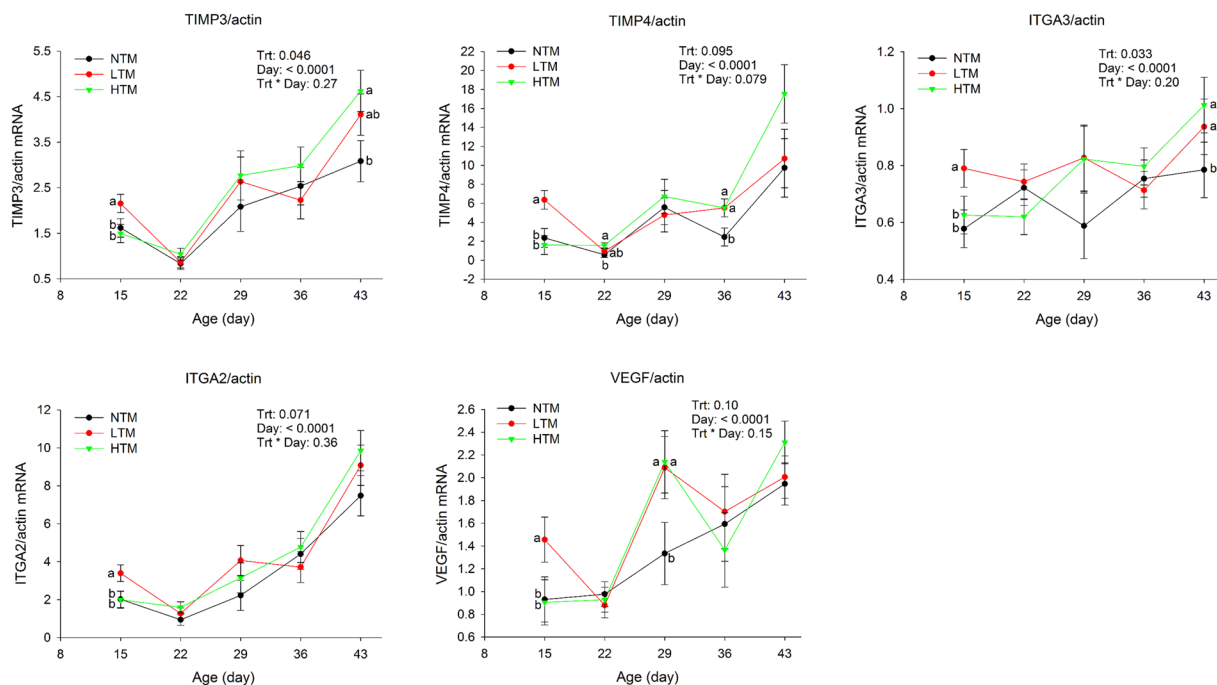 TIMP3/actin
NTM
LTM
HTM
Trt: 0.046
Day: < 0.0001
Trt * Day: 0.27
TIMP3/actin mRNA
5.5
4.5
3.5
2.5
1.5
0.5
a
ab
b
a
b
b
8 15 22 29 36 43
Age (day)
TIMP4/actin
NTM
LTM
HTM
Trt: 0.095
Day: < 0.0001
Trt * Day: 0.079
TIMP4/actin mRNA
22
20
18
16
14
12
10
8
6
4
2
0
-2
a
b
b
a
ab
b
a
a
b
8 15 22 29 36 43
Age (day)
ITGA3/actin
NTM
LTM
HTM
Trt: 0.033
Day: < 0.0001
Trt * Day: 0.20
ITGA3/actin mRNA
1.2
1.0
0.8
0.6
0.4
a
b
b
a
a
b
8 15 22 29 36 43
Age (day)
ITGA2/actin
NTM
LTM
HTM
Trt: 0.071
Day: < 0.0001
Trt * Day: 0.36
ITGA2/actin mRNA
12
10
8
6
4
2
0
a
b
b
8 15 22 29 36 43
Age (day)
VEGF/actin
NTM
LTM
HTM
Trt: 0.10
Day: < 0.0001
Trt * Day: 0.15
VEGF/actin mRNA
2.6
2.4
2.2
2.0
1.8
1.6
1.4
1.2
1.0
0.8
0.6
a
b
b
a a
b
8 15 22 29 36 43
Age (day)